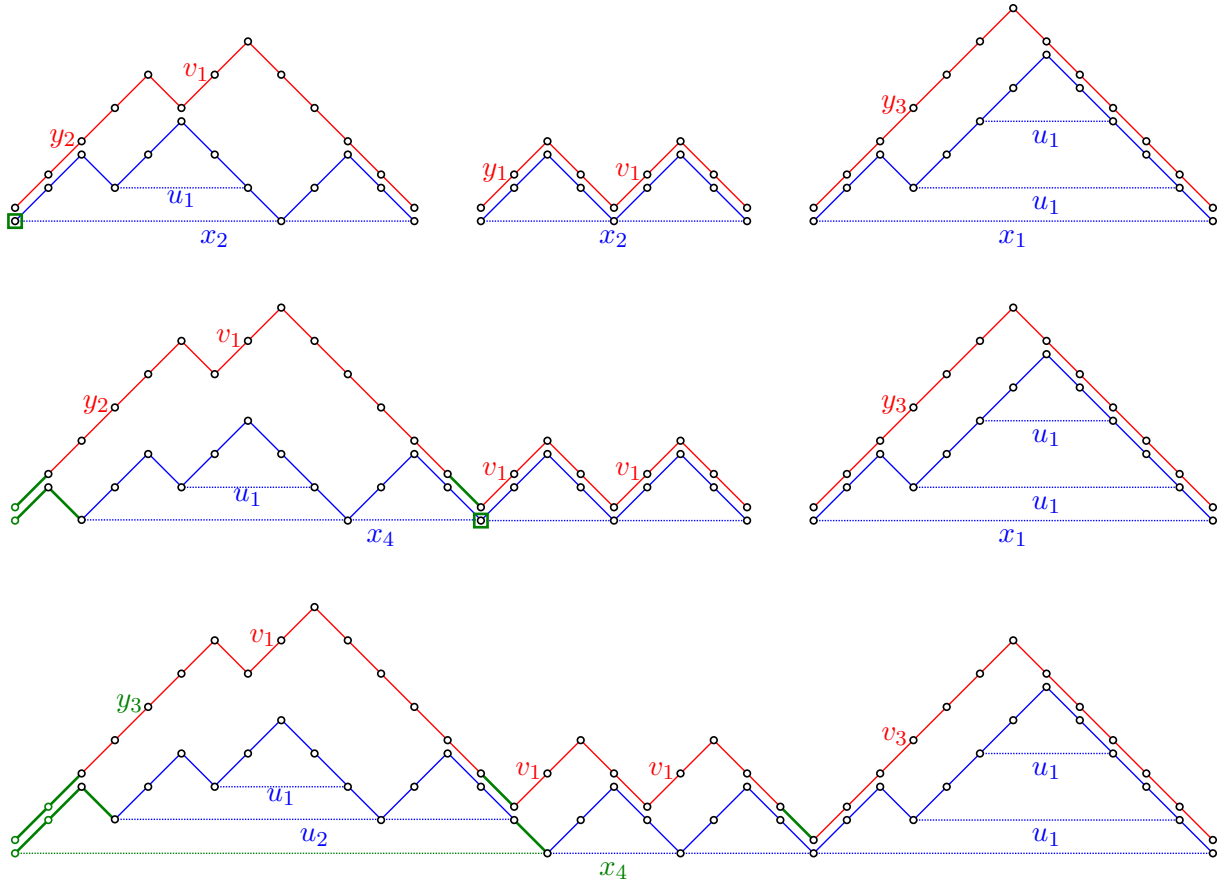 v₁
y₂
u₁
x₂
y₁ v₁
x₂
y₃
u₁
u₁
x₁
v₁
y₂
u₁
x₄
v₁ v₁
y₃
u₁
u₁
x₁
v₁
y₃
u₁
u₂
v₁ v₁
x₄
v₃
u₁
u₁